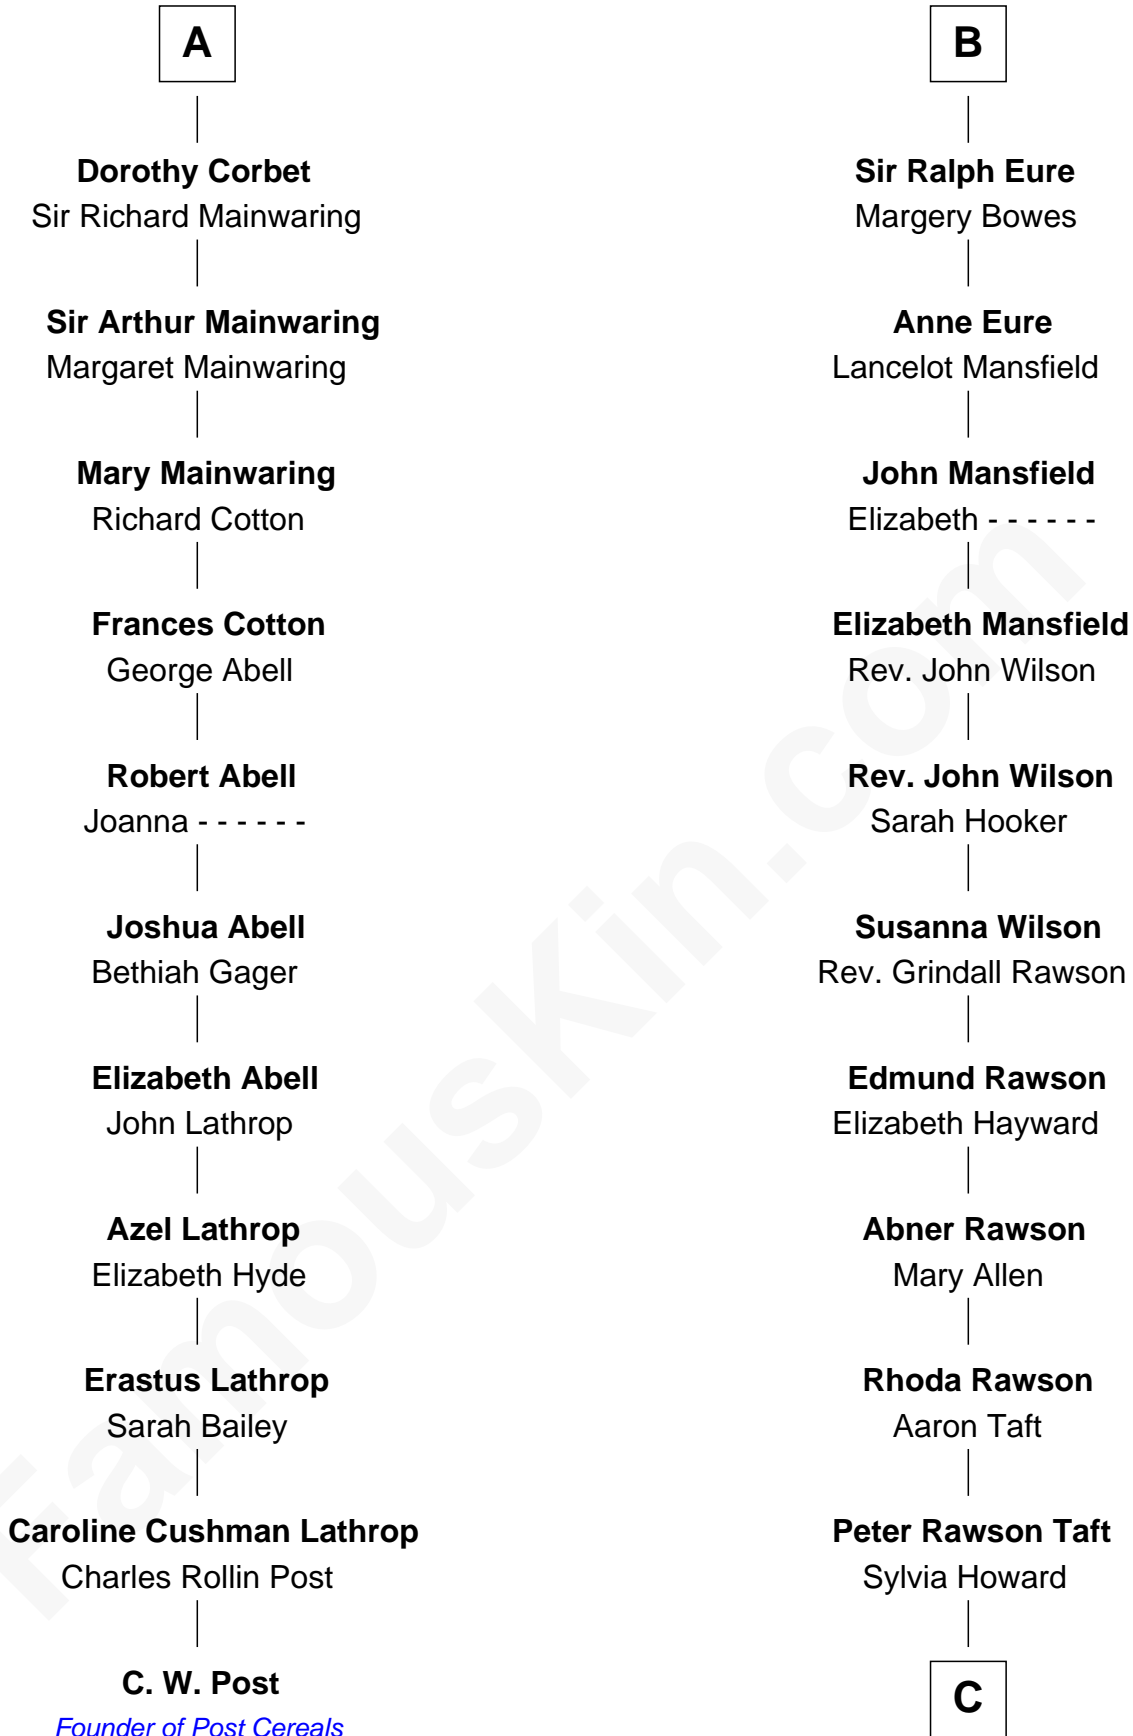 A
Dorothy Corbet
Sir Richard Mainwaring
Sir Arthur Mainwaring
Margaret Mainwaring
Mary Mainwaring
Richard Cotton
Frances Cotton
George Abell
Robert Abell
Joanna - - - - - -
Joshua Abell
Bethiah Gager
Elizabeth Abell
John Lathrop
Azel Lathrop
Elizabeth Hyde
Erastus Lathrop
Sarah Bailey
Caroline Cushman Lathrop
Charles Rollin Post
C. W. Post
Founder of Post Cereals
B
Sir Ralph Eure
Margery Bowes
Anne Eure
Lancelot Mansfield
John Mansfield
Elizabeth - - - - - -
Elizabeth Mansfield
Rev. John Wilson
Rev. John Wilson
Sarah Hooker
Susanna Wilson
Rev. Grindall Rawson
Edmund Rawson
Elizabeth Hayward
Abner Rawson
Mary Allen
Rhoda Rawson
Aaron Taft
Peter Rawson Taft
Sylvia Howard
C
FamousKin.com